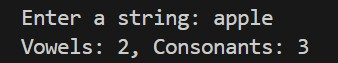 Enter a string: apple
Vowels: 2, Consonants: 3